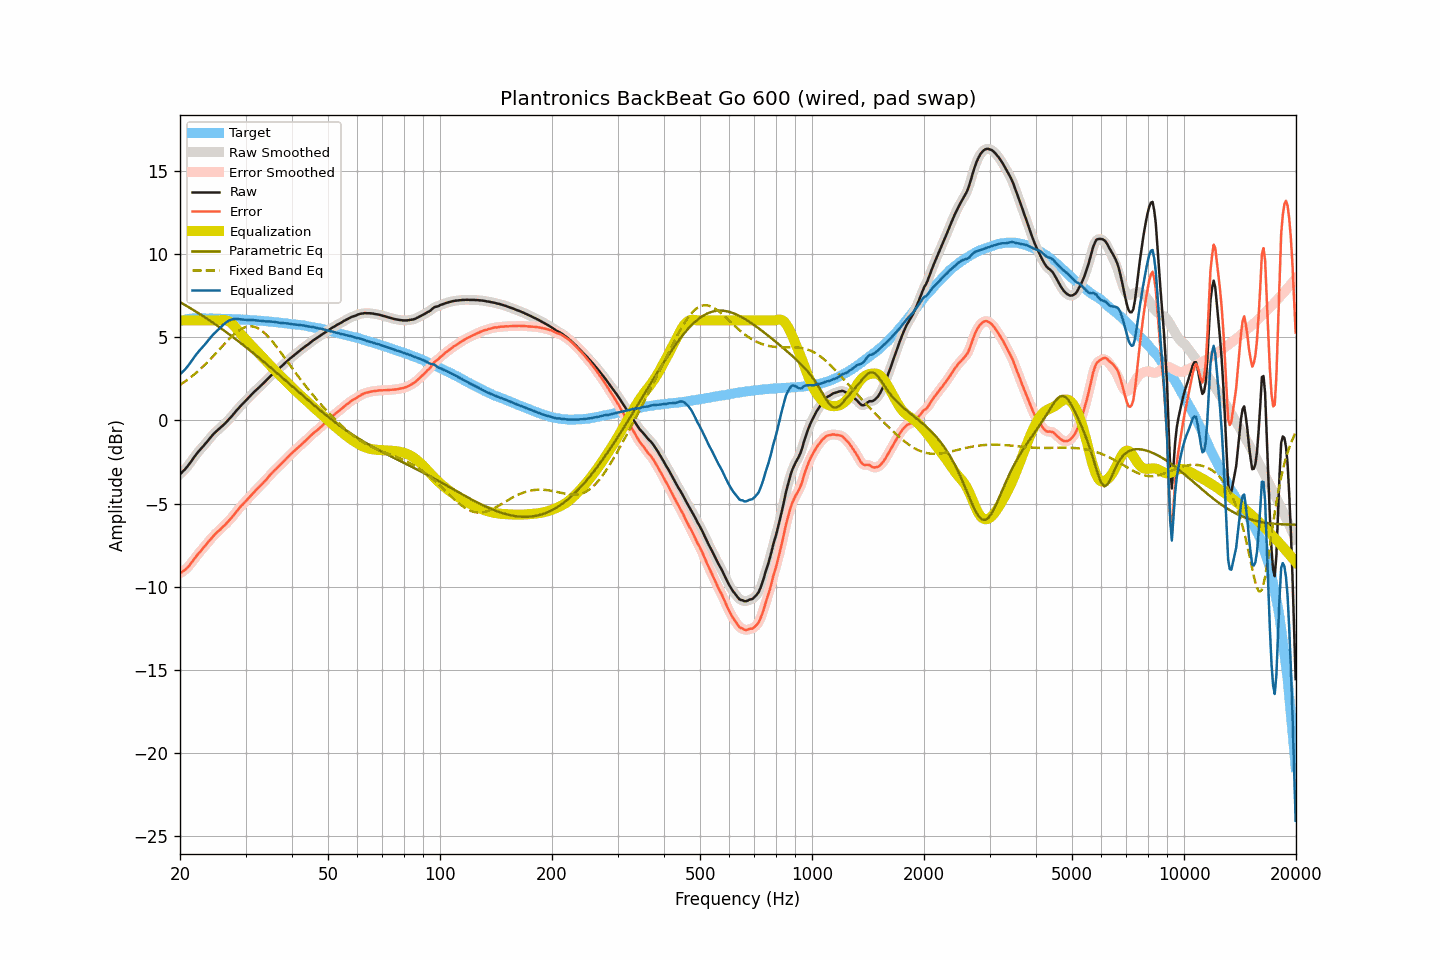 Plantronics BackBeat Go 600 (wired, pad swap)
Target
Raw Smoothed
Error Smoothed
Raw
Error
Equalization
Parametric Eq
Fixed Band Eq
Equalized
Amplitude (dBr)
15
10
5
0
−5
−10
−15
−20
−25
20 50 100 200 500 1000 2000 5000 10000 20000
Frequency (Hz)